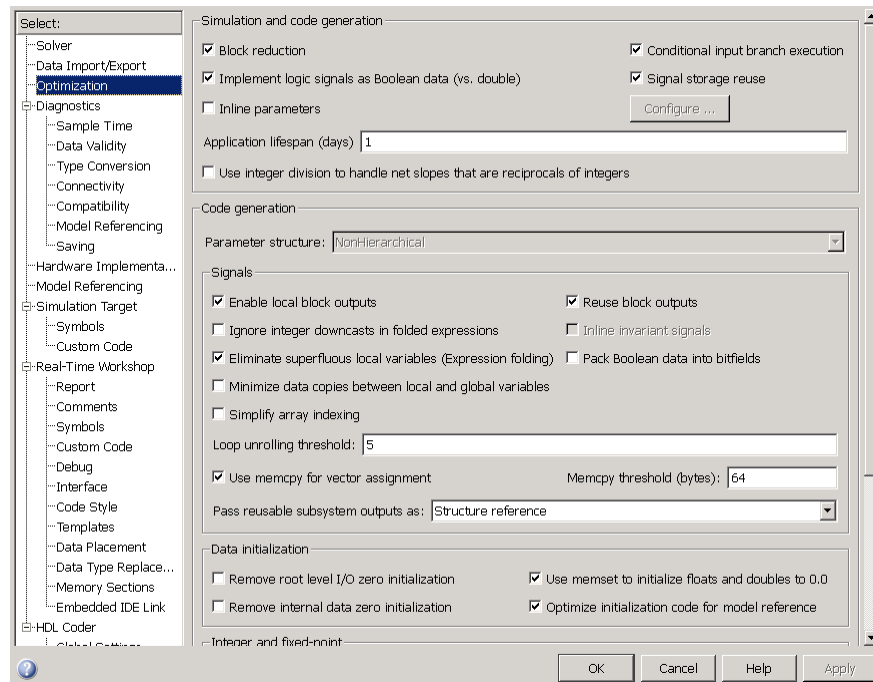 Select:
Solver
Data Import/Export
Optimization
Diagnostics
Sample Time
Data Validity
Type Conversion
Connectivity
Compatibility
Model Referencing
Saving
Hardware Implementa...
Model Referencing
Simulation Target
Symbols
Custom Code
Real-Time Workshop
Report
Comments
Symbols
Custom Code
Debug
Interface
Code Style
Templates
Data Placement
Data Type Replace...
Memory Sections
Embedded IDE Link
HDL Coder
Global Settings
Simulation and code generation
Block reduction
Conditional input branch execution
Implement logic signals as Boolean data (vs. double)
Signal storage reuse
Inline parameters
Configure ...
Application lifespan (days) 1
Use integer division to handle net slopes that are reciprocals of integers
Code generation
Parameter structure: NonHierarchical
Signals
Enable local block outputs
Reuse block outputs
Ignore integer downcasts in folded expressions
Inline invariant signals
Eliminate superfluous local variables (Expression folding)
Pack Boolean data into bitfields
Minimize data copies between local and global variables
Simplify array indexing
Loop unrolling threshold: 5
Use memcpy for vector assignment
Memcpy threshold (bytes): 64
Pass reusable subsystem outputs as: Structure reference
Data initialization
Remove root level I/O zero initialization
Use memset to initialize floats and doubles to 0.0
Remove internal data zero initialization
Optimize initialization code for model reference
Integer and fixed-point
OK
Cancel
Help
Apply